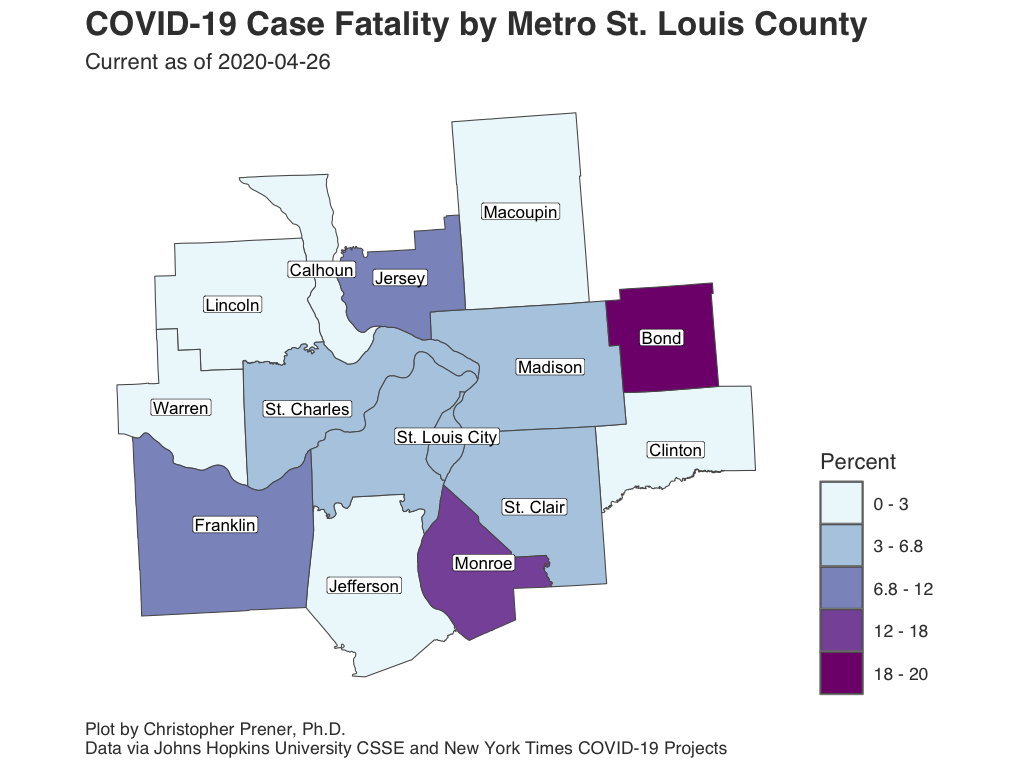 COVID-19 Case Fatality by Metro St. Louis County
Current as of 2020-04-26
Macoupin
Calhoun
Jersey
Lincoln
Bond
Madison
Warren
St. Charles
St. Louis City
Clinton
Percent
0 - 3
St. Clair
Franklin
3 - 6.8
Monroe
Jefferson
6.8 - 12
12 - 18
18 - 20
Plot by Christopher Prener, Ph.D.
Data via Johns Hopkins University CSSE and New York Times COVID-19 Projects